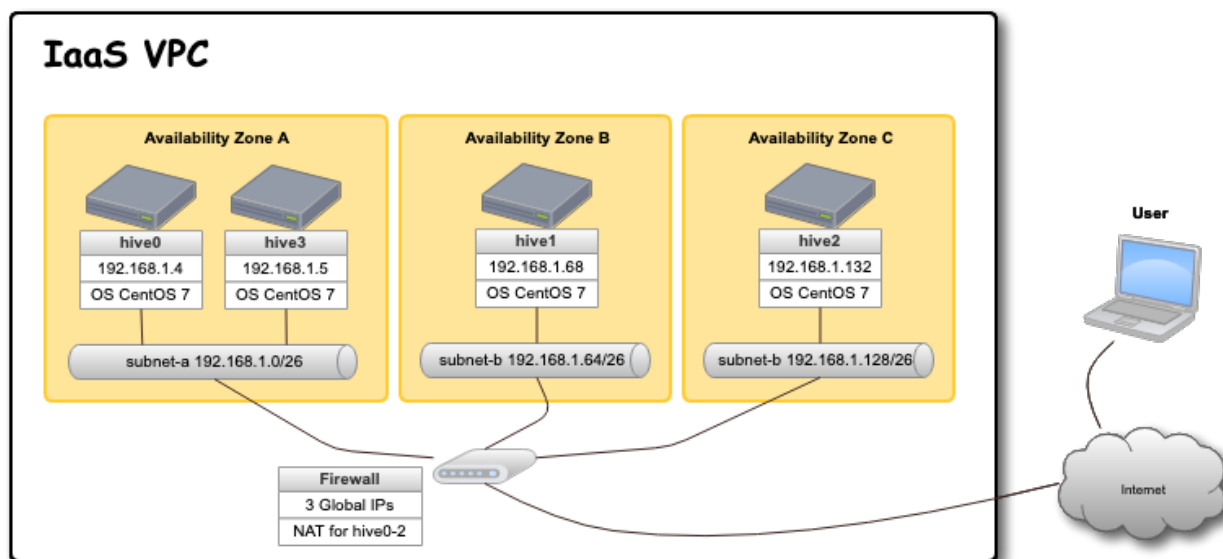 IaaS VPC
Availability Zone A
Availability Zone B
Availability Zone C
hive0
192.168.1.4
OS CentOS 7
hive3
192.168.1.5
OS CentOS 7
hive1
192.168.1.68
OS CentOS 7
hive2
192.168.1.132
OS CentOS 7
subnet-a 192.168.1.0/26
subnet-b 192.168.1.64/26
subnet-b 192.168.1.128/26
User
Firewall
3 Global IPs
NAT for hive0-2
Internet